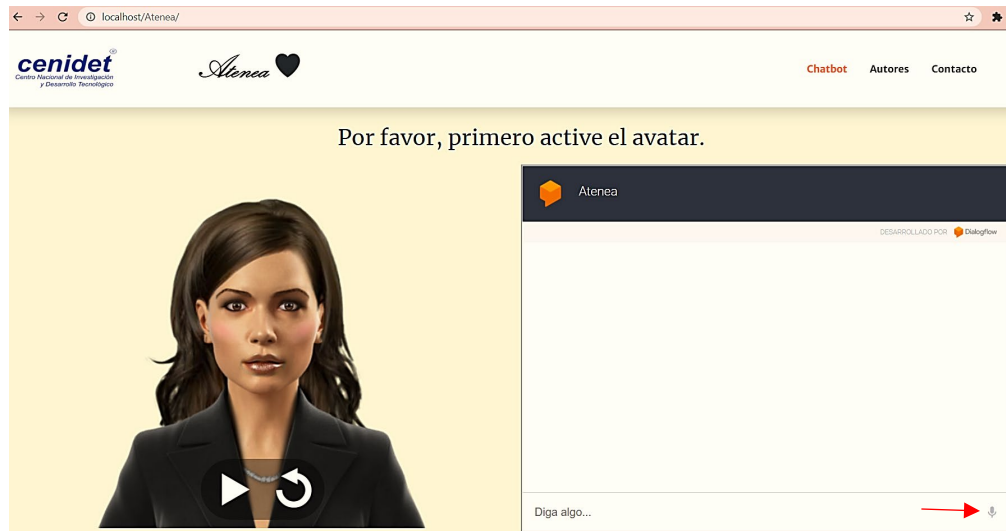 localhost/Atenea/
cenidet
Centro Nacional de Investigación
y Desarrollo Tecnológico
Atenea
Chatbot Autores Contacto
Por favor, primero active el avatar.
Atenea
DESARROLLADO POR Dialogflow
Diga algo...